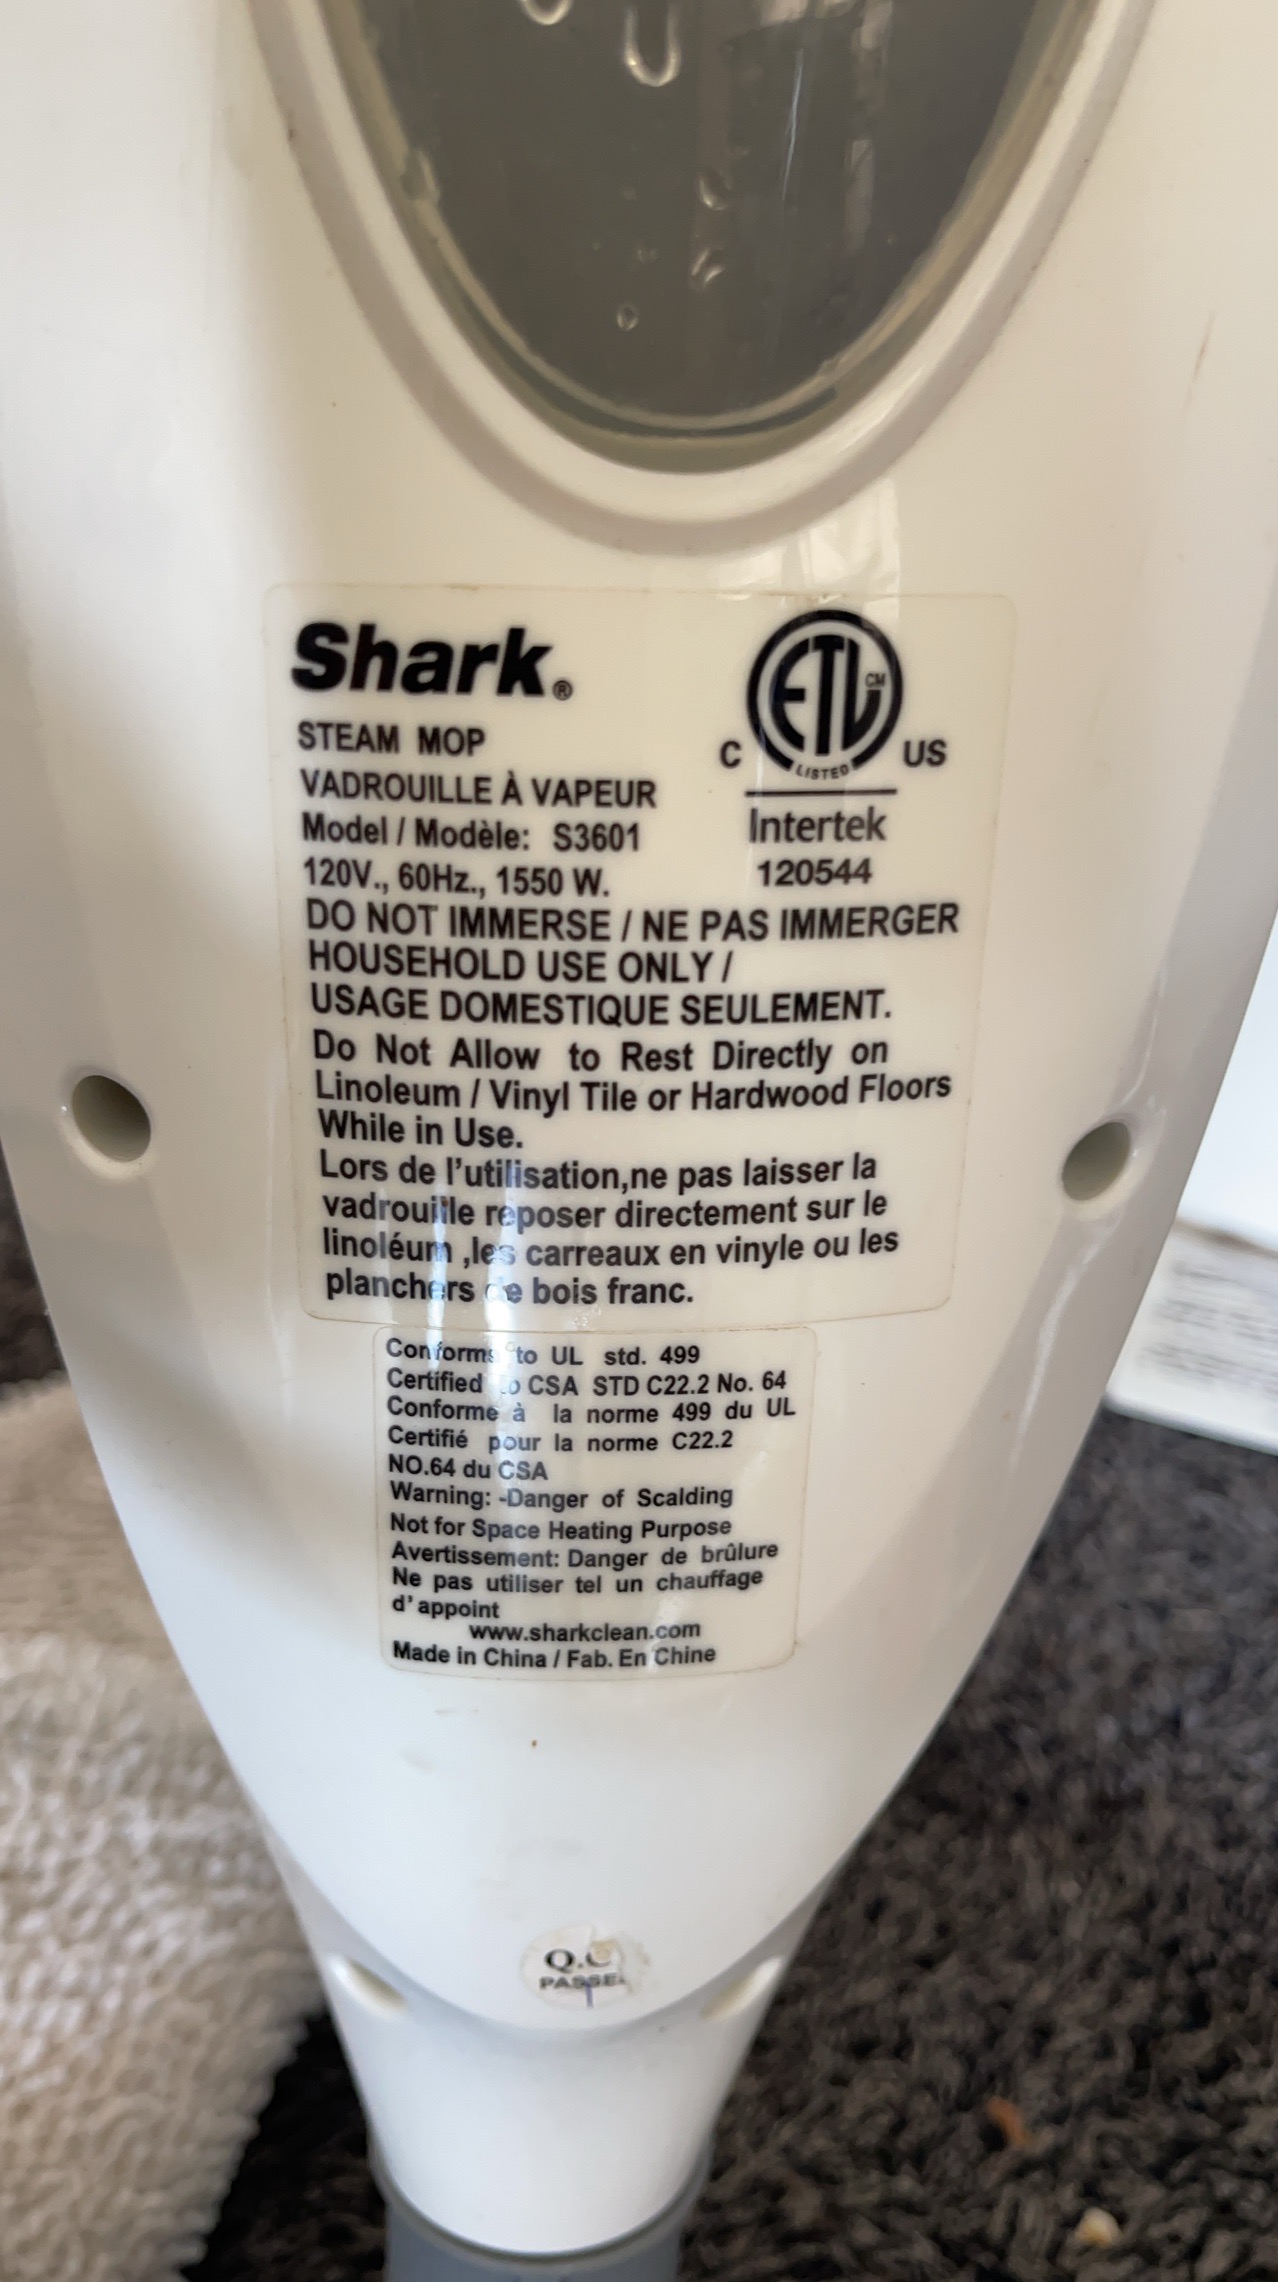 Shark®
STEAM MOP
VADROUILLE À VAPEUR
Model / Modèle: S3601
120V., 60Hz., 1550 W.
ETL CM
LISTED
C US
Intertek
120544
DO NOT IMMERSE / NE PAS IMMERGER
HOUSEHOLD USE ONLY /
USAGE DOMESTIQUE SEULEMENT.
Do Not Allow to Rest Directly on
Linoleum / Vinyl Tile or Hardwood Floors
While in Use.
Lors de l'utilisation,ne pas laisser la
vadrouille reposer directement sur le
linoléum ,les carreaux en vinyle ou les
planchers de bois franc.
Conforms to UL std. 499
Certified to CSA STD C22.2 No. 64
Conforme à la norme 499 du UL
Certifié pour la norme C22.2
NO.64 du CSA
Warning: -Danger of Scalding
Not for Space Heating Purpose
Avertissement: Danger de brûlure
Ne pas utiliser tel un chauffage
d'appoint
www.sharkclean.com
Made in China / Fab. En Chine
Q.C
PASSED